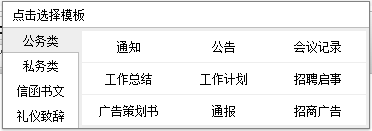 点击选择模板
公务类
私务类
信函书文
礼仪致辞
通知 公告 会议记录
工作总结 工作计划 招聘启事
广告策划书 通报 招商广告